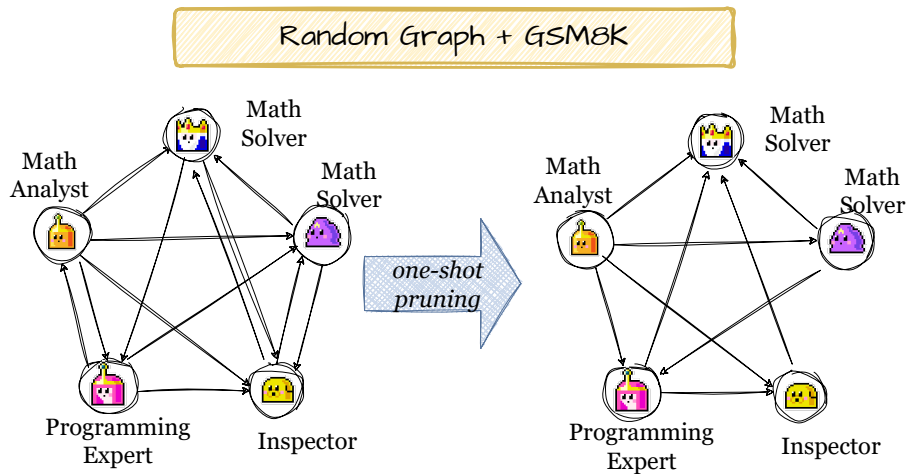 Random Graph + GSM8K
Math
Solver
Math
Analyst
Math
Solver
Programming
Expert
Inspector
one-shot
pruning
Math
Solver
Math
Analyst
Math
Solver
Programming
Expert
Inspector